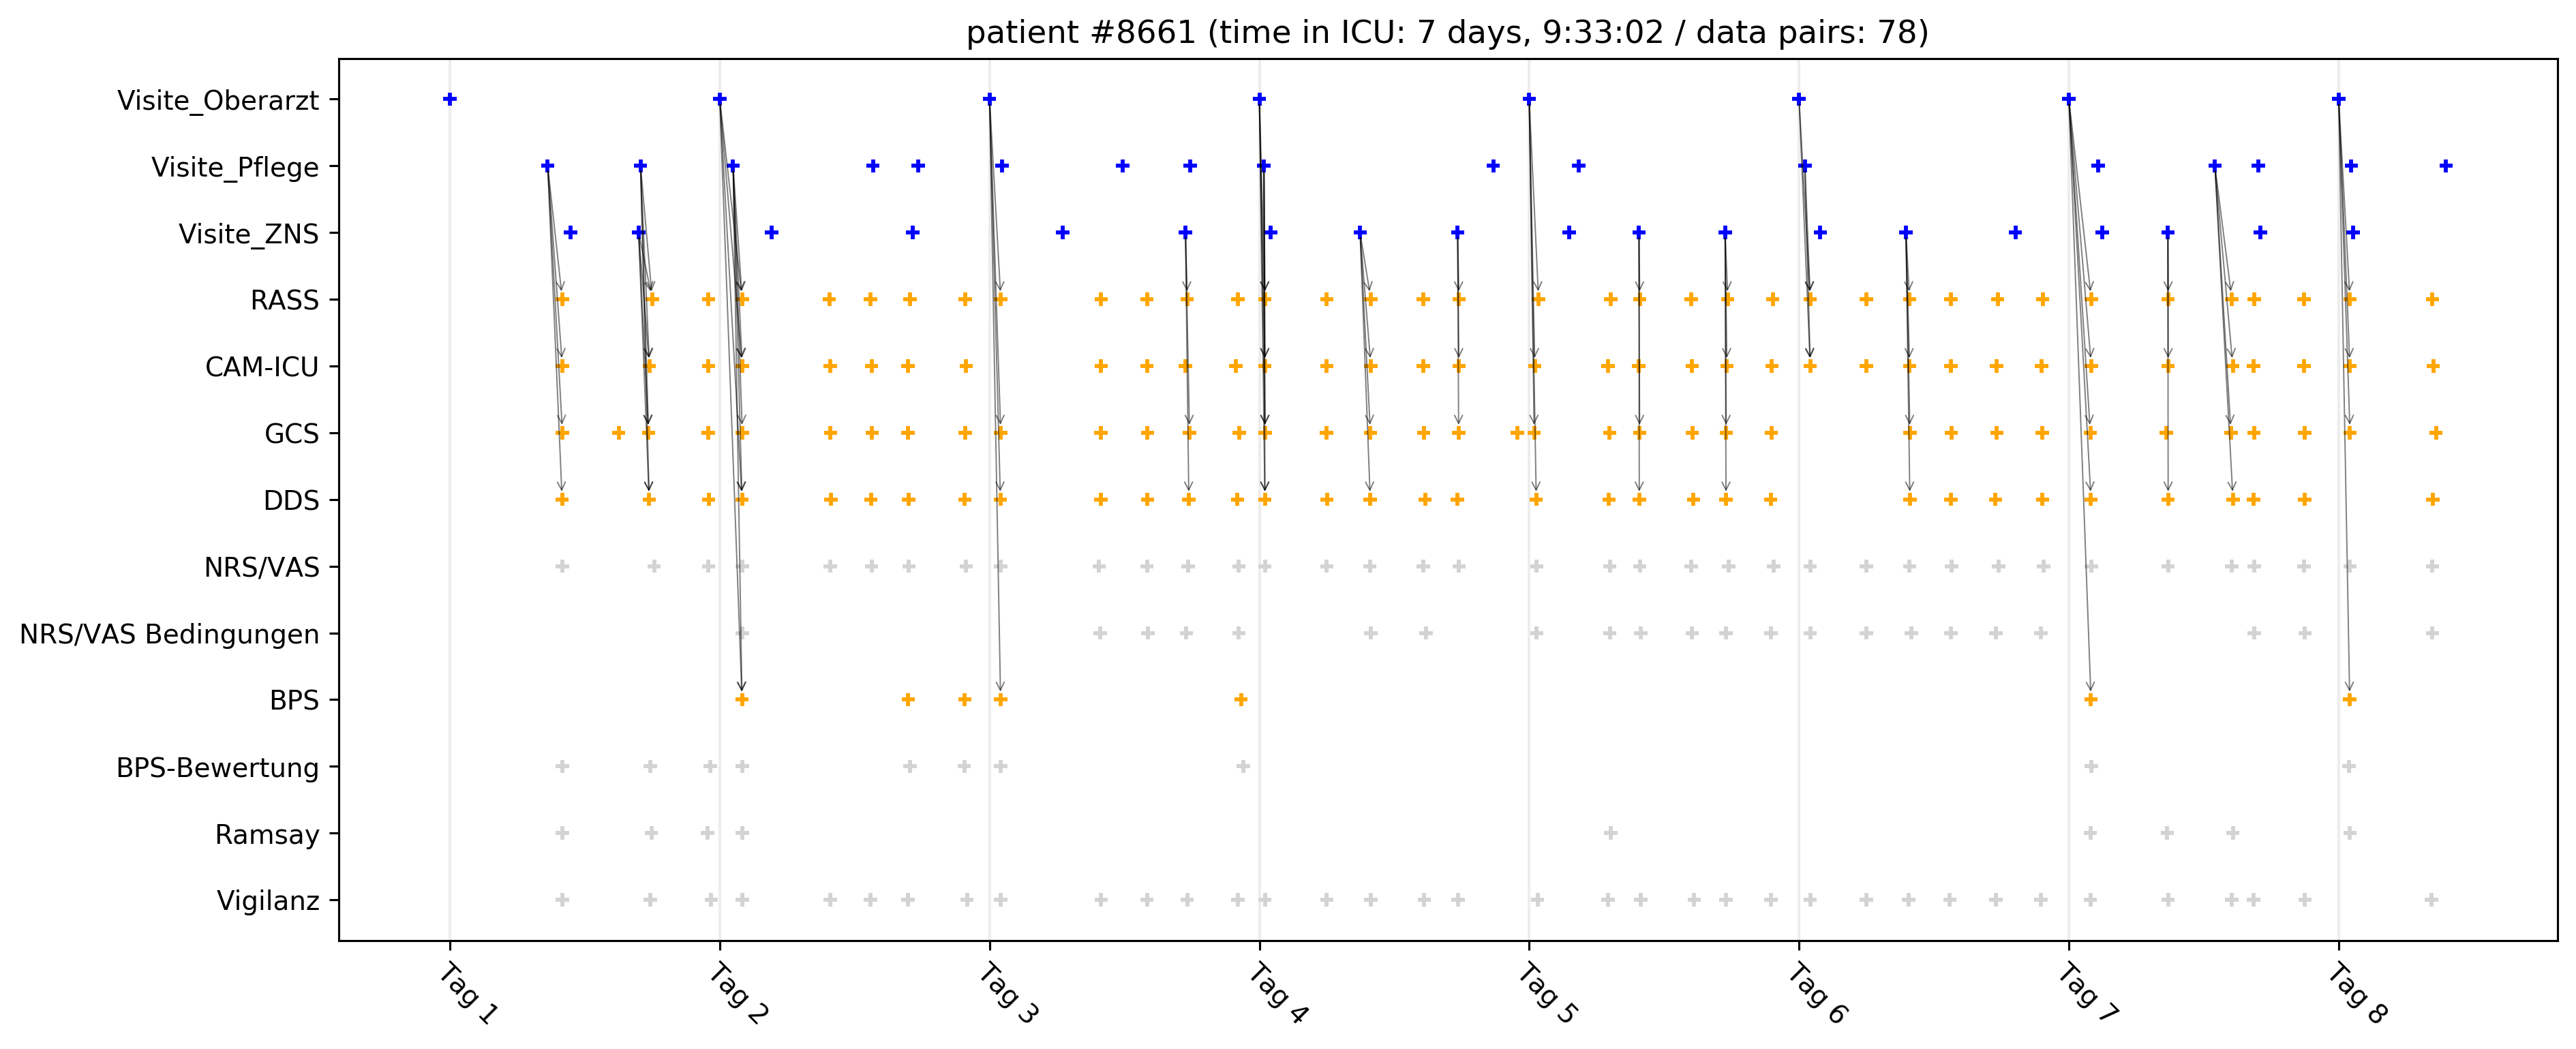 patient #8661 (time in ICU: 7 days, 9:33:02 / data pairs: 78)
Visite_Oberarzt
Visite_Pflege
Visite_ZNS
RASS
CAM-ICU
GCS
DDS
NRS/VAS
NRS/VAS Bedingungen
BPS
BPS-Bewertung
Ramsay
Vigilanz
Tag 1
Tag 2
Tag 3
Tag 4
Tag 5
Tag 6
Tag 7
Tag 8